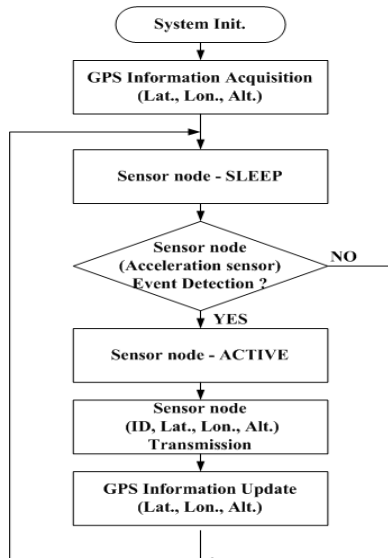 System Init.
GPS Information Acquisition
(Lat., Lon., Alt.)
Sensor node - SLEEP
Sensor node
(Acceleration sensor)
Event Detection ?
NO
YES
Sensor node - ACTIVE
Sensor node
(ID, Lat., Lon., Alt.)
Transmission
GPS Information Update
(Lat., Lon., Alt.)